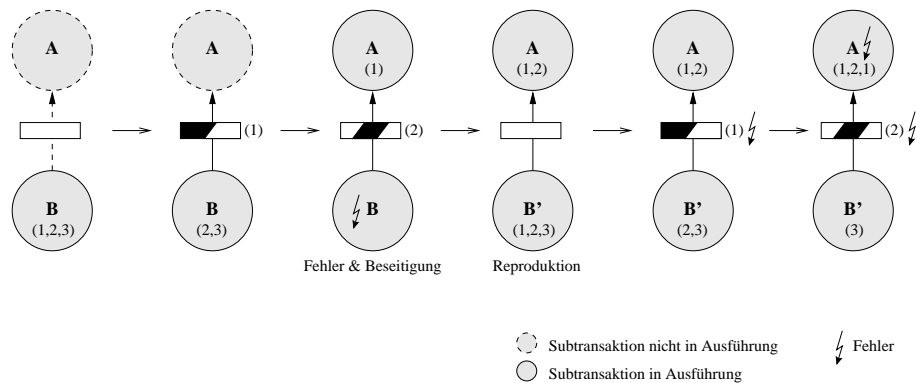 A
A
A
(1)
A
(1,2)
A
(1,2)
A
(1,2,1)
(1)
(2)
(1)
(2)
B
(1,2,3)
B
(2,3)
B
B’
(1,2,3)
B’
(2,3)
B’
(3)
Fehler & Beseitigung
Reproduktion
Subtransaktion nicht in Ausführung
Fehler
Subtransaktion in Ausführung